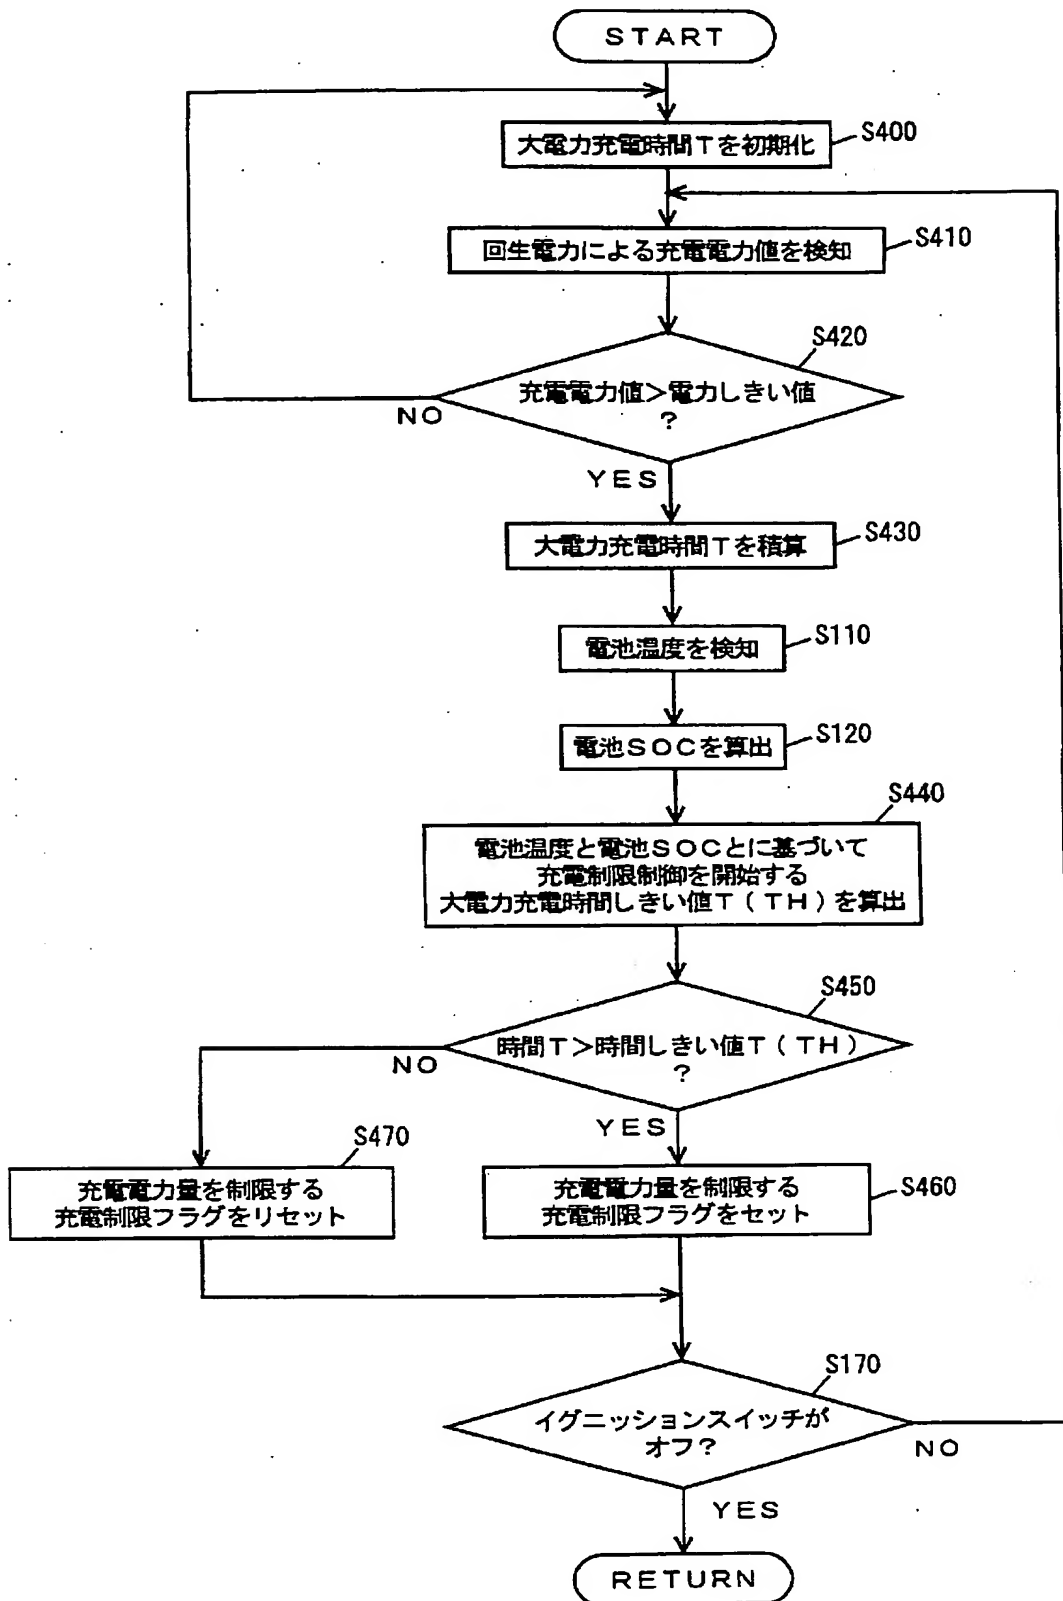 START
大電力充電時間Tを初期化
S400
回生電力による充電電力値を検知
S410
S420
充電電力値>電力しきい値
?
NO
YES
大電力充電時間Tを積算
S430
電池温度を検知
S110
電池SOCを算出
S120
S440
電池温度と電池SOCとに基づいて
充電制限制御を開始する
大電力充電時間しきい値T(TH)を算出
S450
時間T>時間しきい値T(TH)
?
NO
YES
S470
充電電力量を制限する
充電制限フラグをリセット
充電電力量を制限する
充電制限フラグをセット
S460
S170
イグニッションスイッチが
オフ?
NO
YES
RETURN